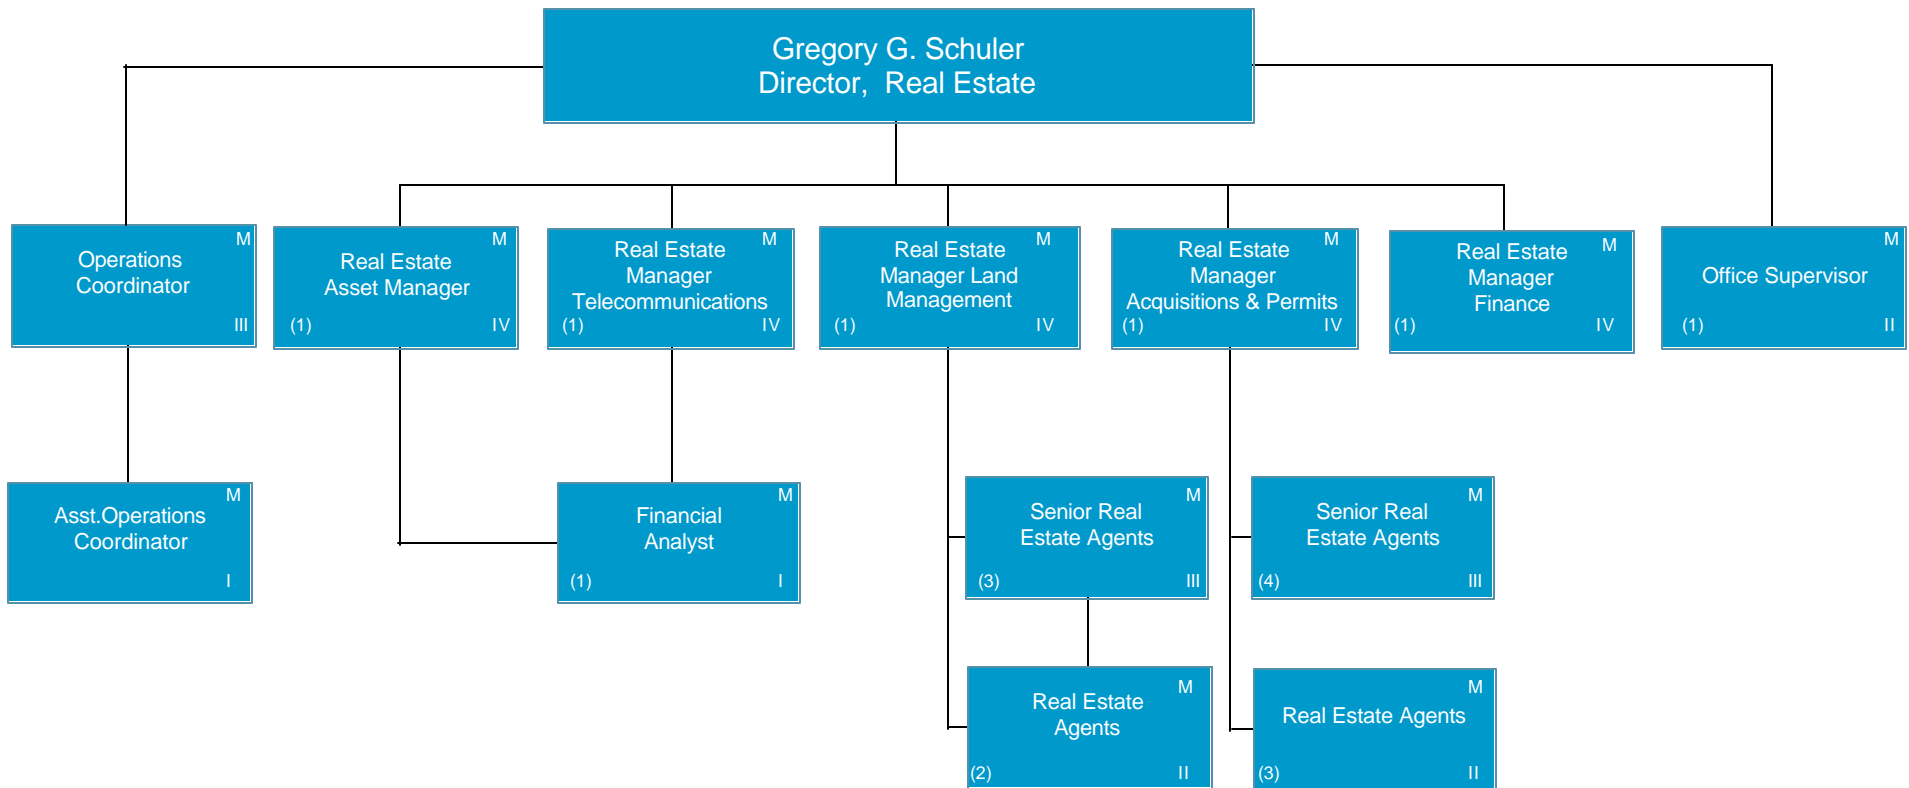 Gregory G. Schuler
Director, Real Estate
M
Operations
Coordinator
III
M
Real Estate
Asset Manager
(1) IV
Real Estate M
Manager
Telecommunications
(1) IV
Real Estate M
Manager Land
Management
(1) IV
Real Estate M
Manager
Acquisitions & Permits
(1) IV
Real Estate M
Manager
Finance
(1) IV
M
Office Supervisor
(1) II
M
Asst.Operations
Coordinator
I
M
Financial
Analyst
(1) I
M
Senior Real
Estate Agents
(3) III
M
Senior Real
Estate Agents
(4) III
M
Real Estate
Agents
(2) II
M
Real Estate Agents
(3) II